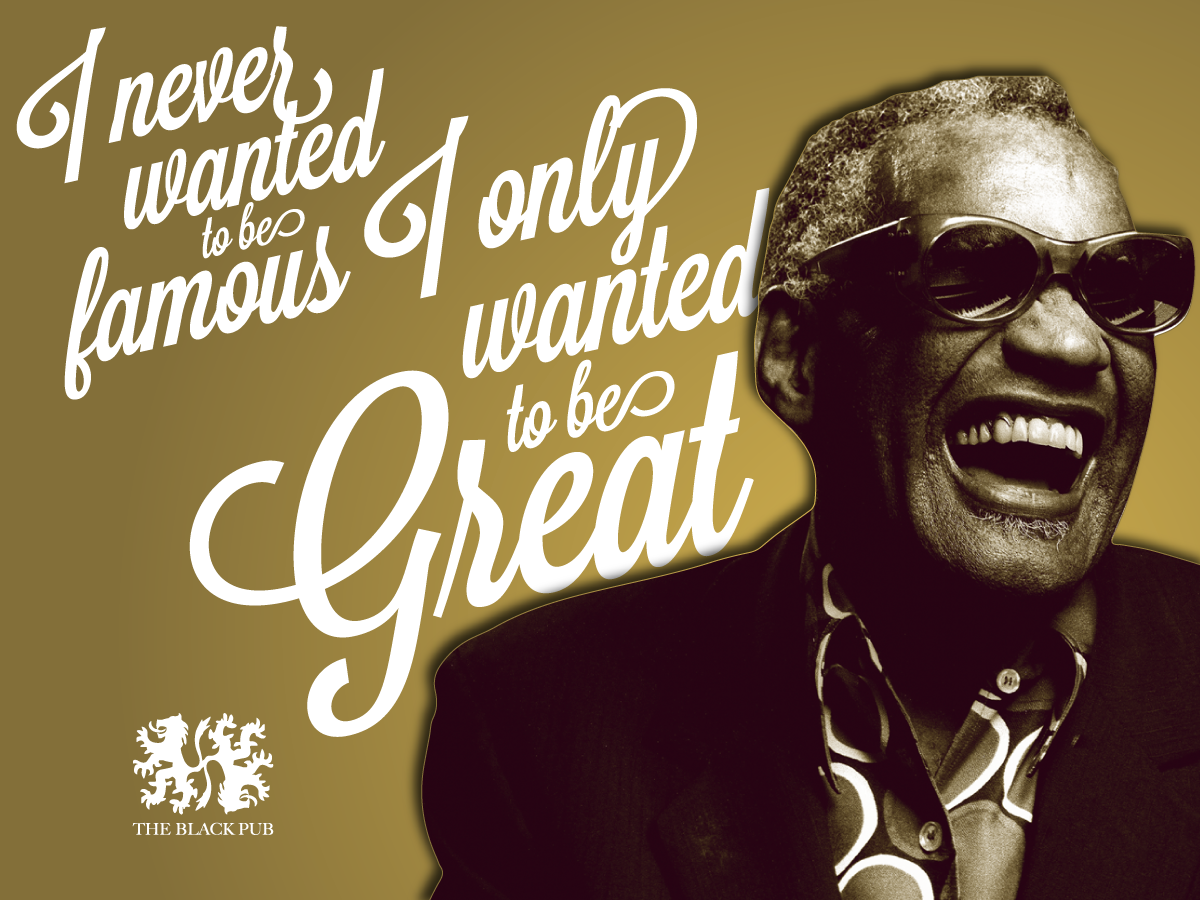 I never
wanted
to be
famous
I only
wanted
to be
Great
THE BLACK PUB